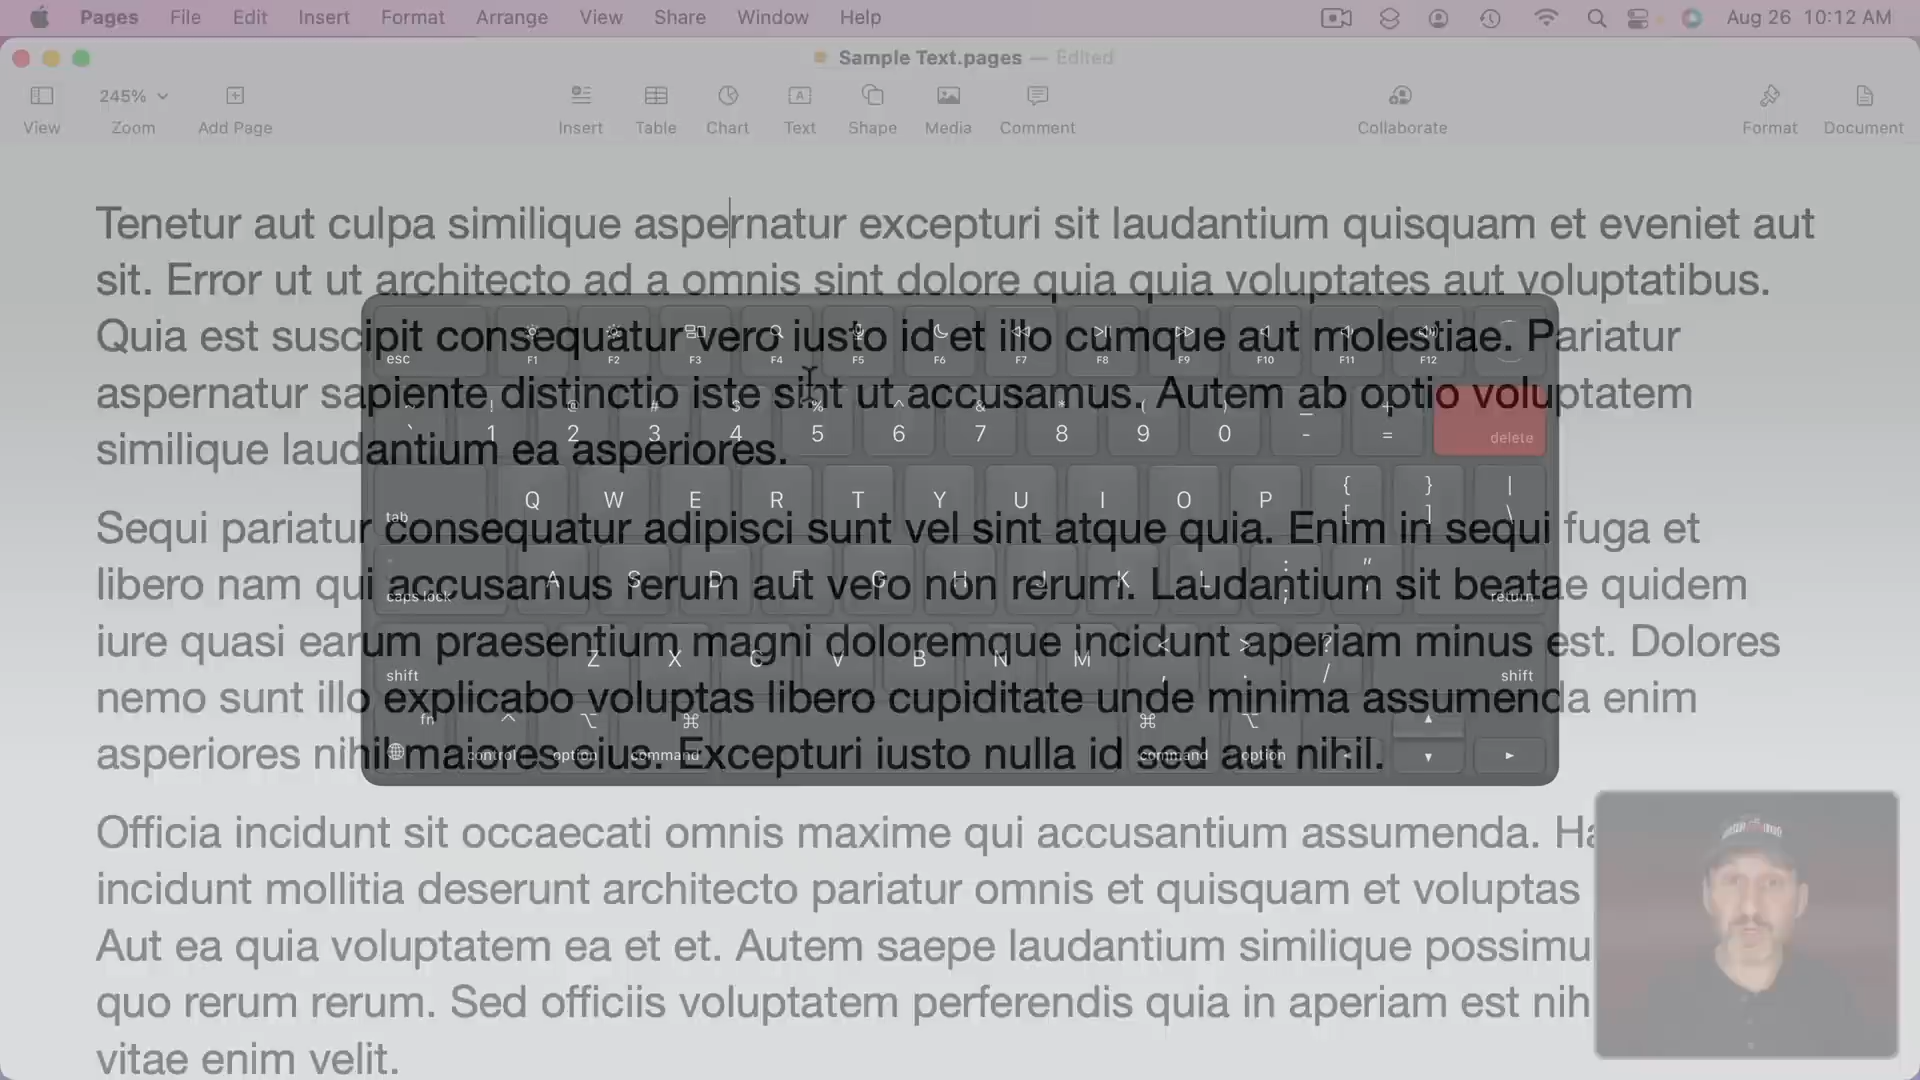 Pages File Edit Insert Format Arrange View Share Window Help Aug 26 10:12 AM
Sample Text.pages — Edited
245%
View Zoom Add Page Insert Table Chart Text Shape Media Comment Collaborate Format Document
Tenetur aut culpa similique aspernatur excepturi sit laudantium quisquam et eveniet aut
sit. Error ut ut architecto ad a omnis sint dolore quia quia voluptates aut voluptatibus.
Quia est suscipit consequatur vero iusto id et illo cumque aut molestiae. Pariatur
aspernatur sapiente distinctio iste sint ut accusamus. Autem ab optio voluptatem
similique laudantium ea asperiores.
Sequi pariatur consequatur adipisci sunt vel sint atque quia. Enim in sequi fuga et
libero nam qui accusamus rerum aut vero non rerum. Laudantium sit beatae quidem
iure quasi earum praesentium magni doloremque incidunt aperiam minus est. Dolores
nemo sunt illo explicabo voluptas libero cupiditate unde minima assumenda enim
asperiores nihil maiores eius. Excepturi iusto nulla id sed aut nihil.
Officia incidunt sit occaecati omnis maxime qui accusantium assumenda.
incidunt mollitia deserunt architecto pariatur omnis et quisquam et voluptas
Aut ea quia voluptatem ea et et. Autem saepe laudantium similique possimu
quo rerum rerum. Sed officiis voluptatem perferendis quia in aperiam est nih
vitae enim velit.
esc F1 F2 F3 F4 F5 F6 F7 F8 F9 F10 F11 F12
~ ! @ # $ % ^ & * ( ) _ +
` 1 2 3 4 5 6 7 8 9 0 - = delete
tab Q W E R T Y U I O P { } |
[ ] \
caps lock A S D F G H J K L : " return
; '
shift Z X C V B N M < > ? shift
, . /
fn ^ ⌥ ⌘ ⌘ ⌥
control option command command option